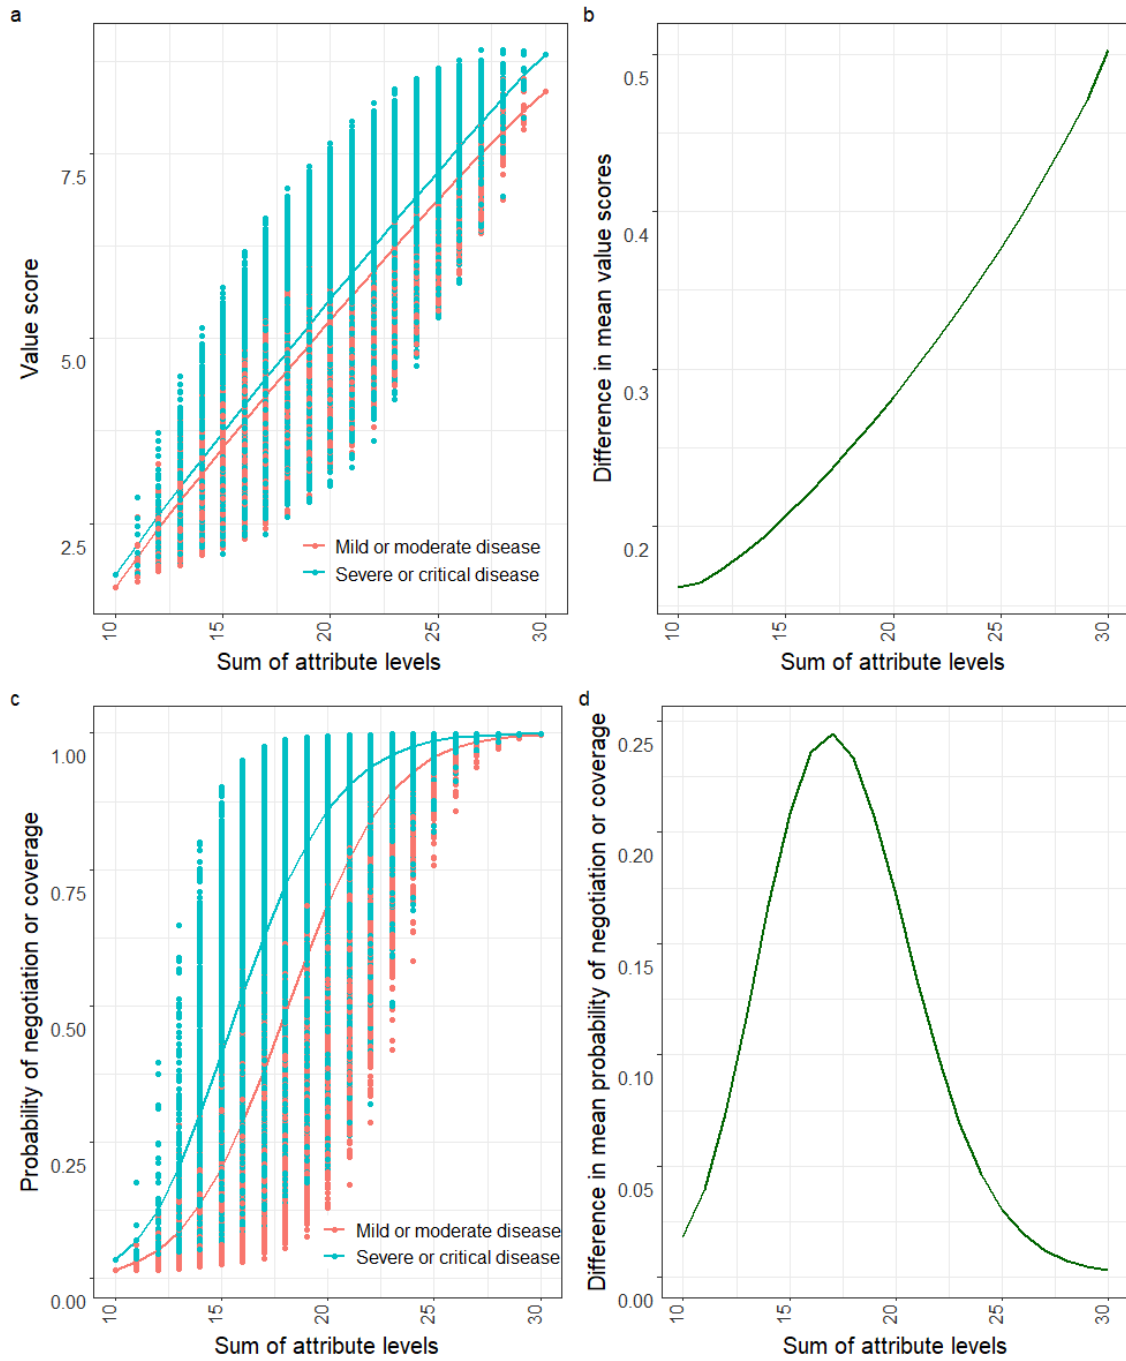 a
Value score
7.5
5.0
2.5
Mild or moderate disease
Severe or critical disease
10
15
20
25
30
Sum of attribute levels
b
Difference in mean value scores
0.5
0.4
0.3
0.2
10
15
20
25
30
Sum of attribute levels
c
Probability of negotiation or coverage
1.00
0.75
0.50
0.25
0.00
Mild or moderate disease
Severe or critical disease
10
15
20
25
30
Sum of attribute levels
d
Difference in mean probability of negotiation or coverage
0.25
0.20
0.15
0.10
0.05
0.00
10
15
20
25
30
Sum of attribute levels